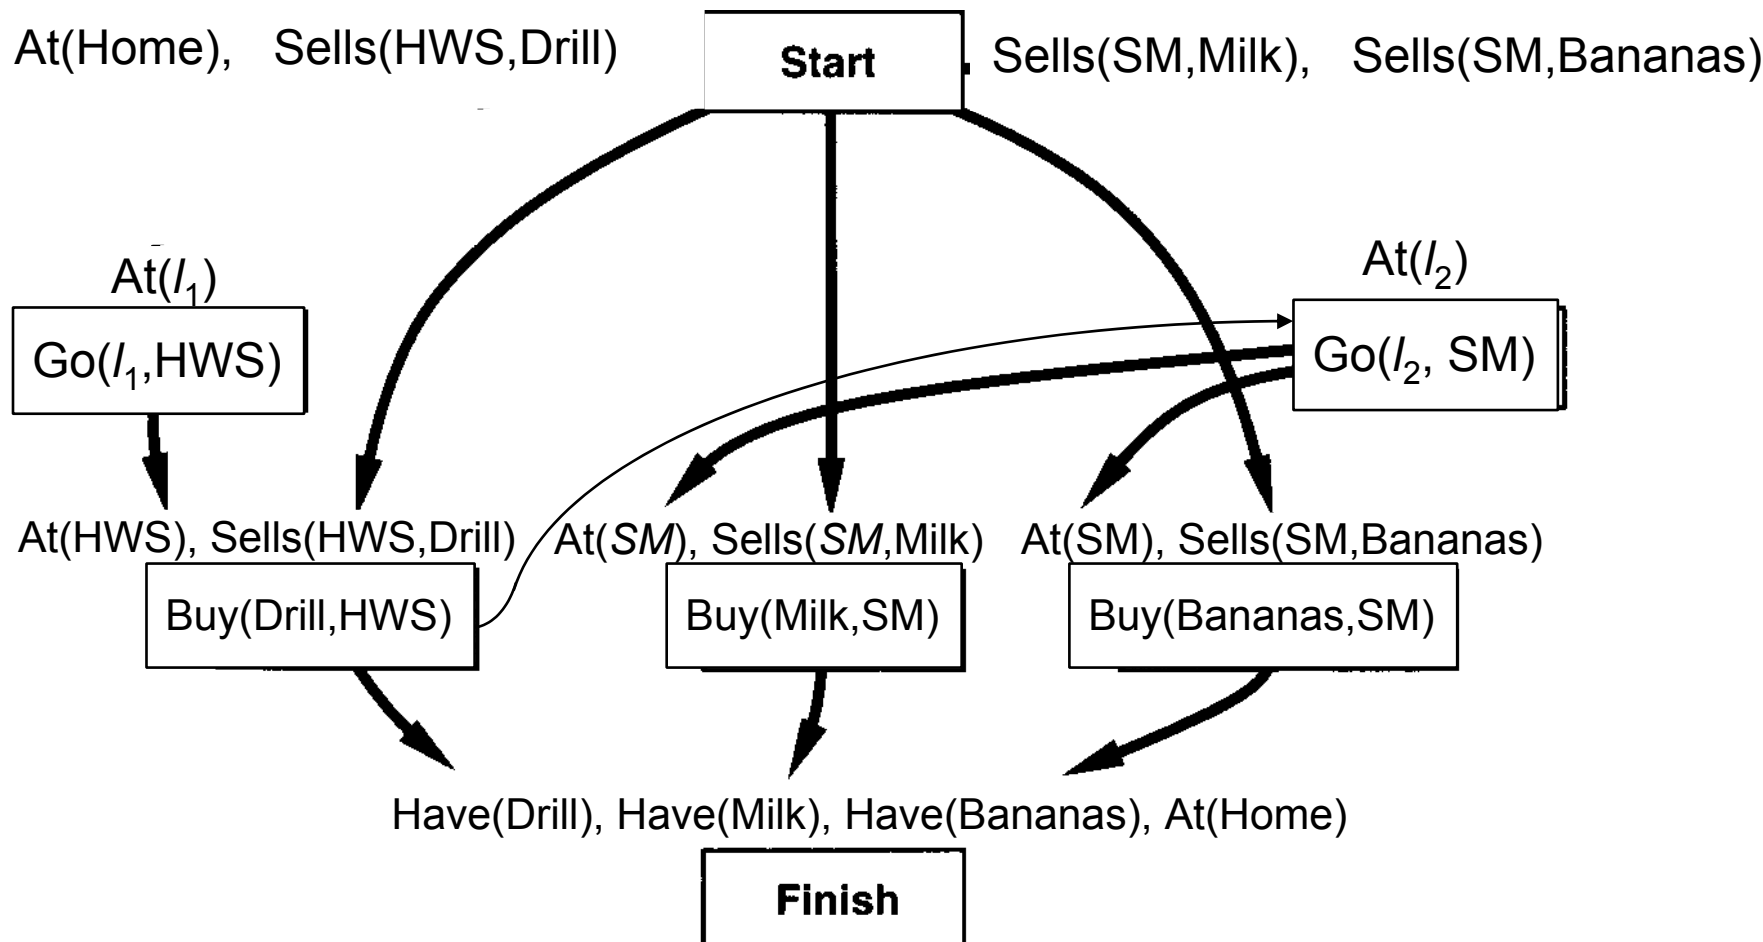 At(Home), Sells(HWS,Drill) Start Sells(SM,Milk), Sells(SM,Bananas)
At(l1) At(l2)
Go(l1,HWS) Go(l2, SM)
At(HWS), Sells(HWS,Drill) At(SM), Sells(SM,Milk) At(SM), Sells(SM,Bananas)
Buy(Drill,HWS) Buy(Milk,SM) Buy(Bananas,SM)
Have(Drill), Have(Milk), Have(Bananas), At(Home)
Finish